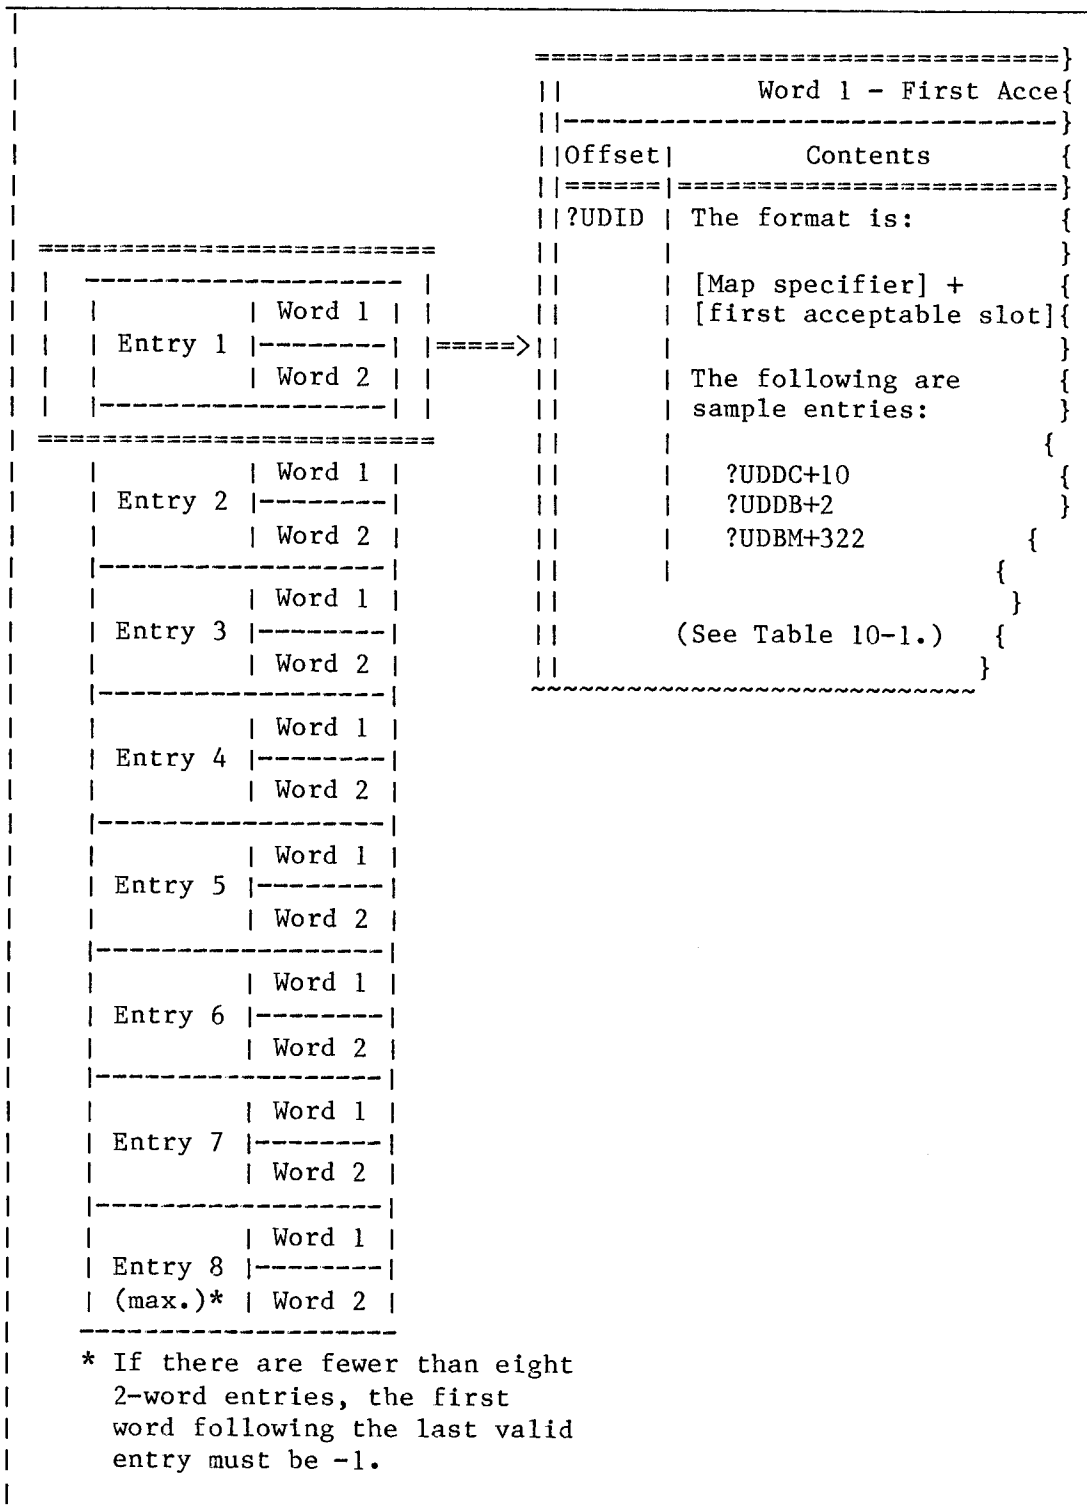 Word 1 - First Acce
Offset Contents
?UDID The format is:
[Map specifier] +
[first acceptable slot]
The following are
sample entries:
?UDDC+10
?UDDB+2
?UDBM+322
(See Table 10-1.)
Word 1
Entry 1
Word 2
Word 1
Entry 2
Word 2
Word 1
Entry 3
Word 2
Word 1
Entry 4
Word 2
Word 1
Entry 5
Word 2
Word 1
Entry 6
Word 2
Word 1
Entry 7
Word 2
Word 1
Entry 8
(max.)* Word 2
* If there are fewer than eight
2-word entries, the first
word following the last valid
entry must be -1.